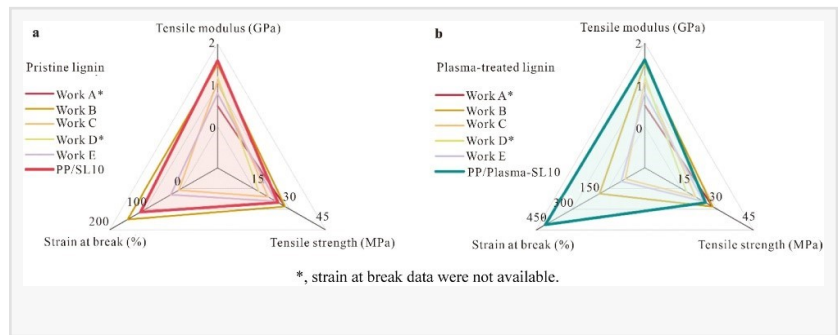 a
Tensile modulus (GPa)
2
Pristine lignin
Work A*
Work B
Work C
Work D*
Work E
PP/SL10
1
0
0
100
200
15
30
45
Strain at break (%)
Tensile strength (MPa)
b
Tensile modulus (GPa)
2
Plasma-treated lignin
Work A*
Work B
Work C
Work D*
Work E
PP/Plasma-SL10
1
0
150
300
450
15
30
45
Strain at break (%)
Tensile strength (MPa)
*, strain at break data were not available.